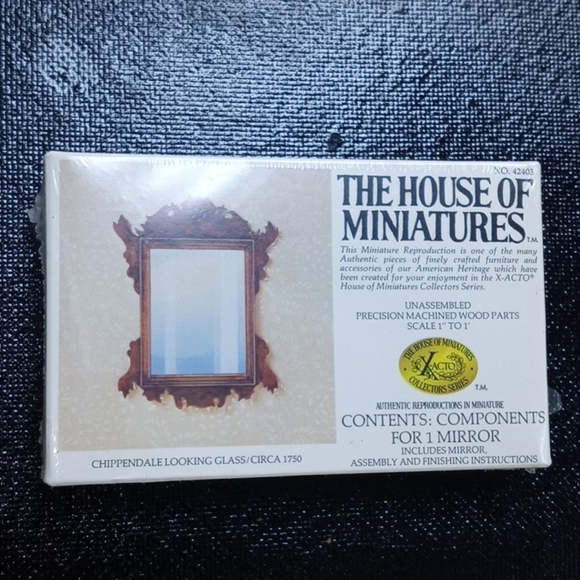 NO. 42403
THE HOUSE OF
MINIATURES T.M.
This Miniature Reproduction is one of the many
Authentic pieces of finely crafted furniture and
accessories of our American Heritage which have
been created for your enjoyment in the X-ACTO®
House of Miniatures Collectors Series.
UNASSEMBLED
PRECISION MACHINED WOOD PARTS
SCALE 1" TO 1'
THE HOUSE OF MINIATURES
X-ACTO
COLLECTORS SERIES
T.M.
AUTHENTIC REPRODUCTIONS IN MINIATURE
CONTENTS: COMPONENTS
FOR 1 MIRROR
INCLUDES MIRROR,
ASSEMBLY AND FINISHING INSTRUCTIONS
CHIPPENDALE LOOKING GLASS/CIRCA 1750